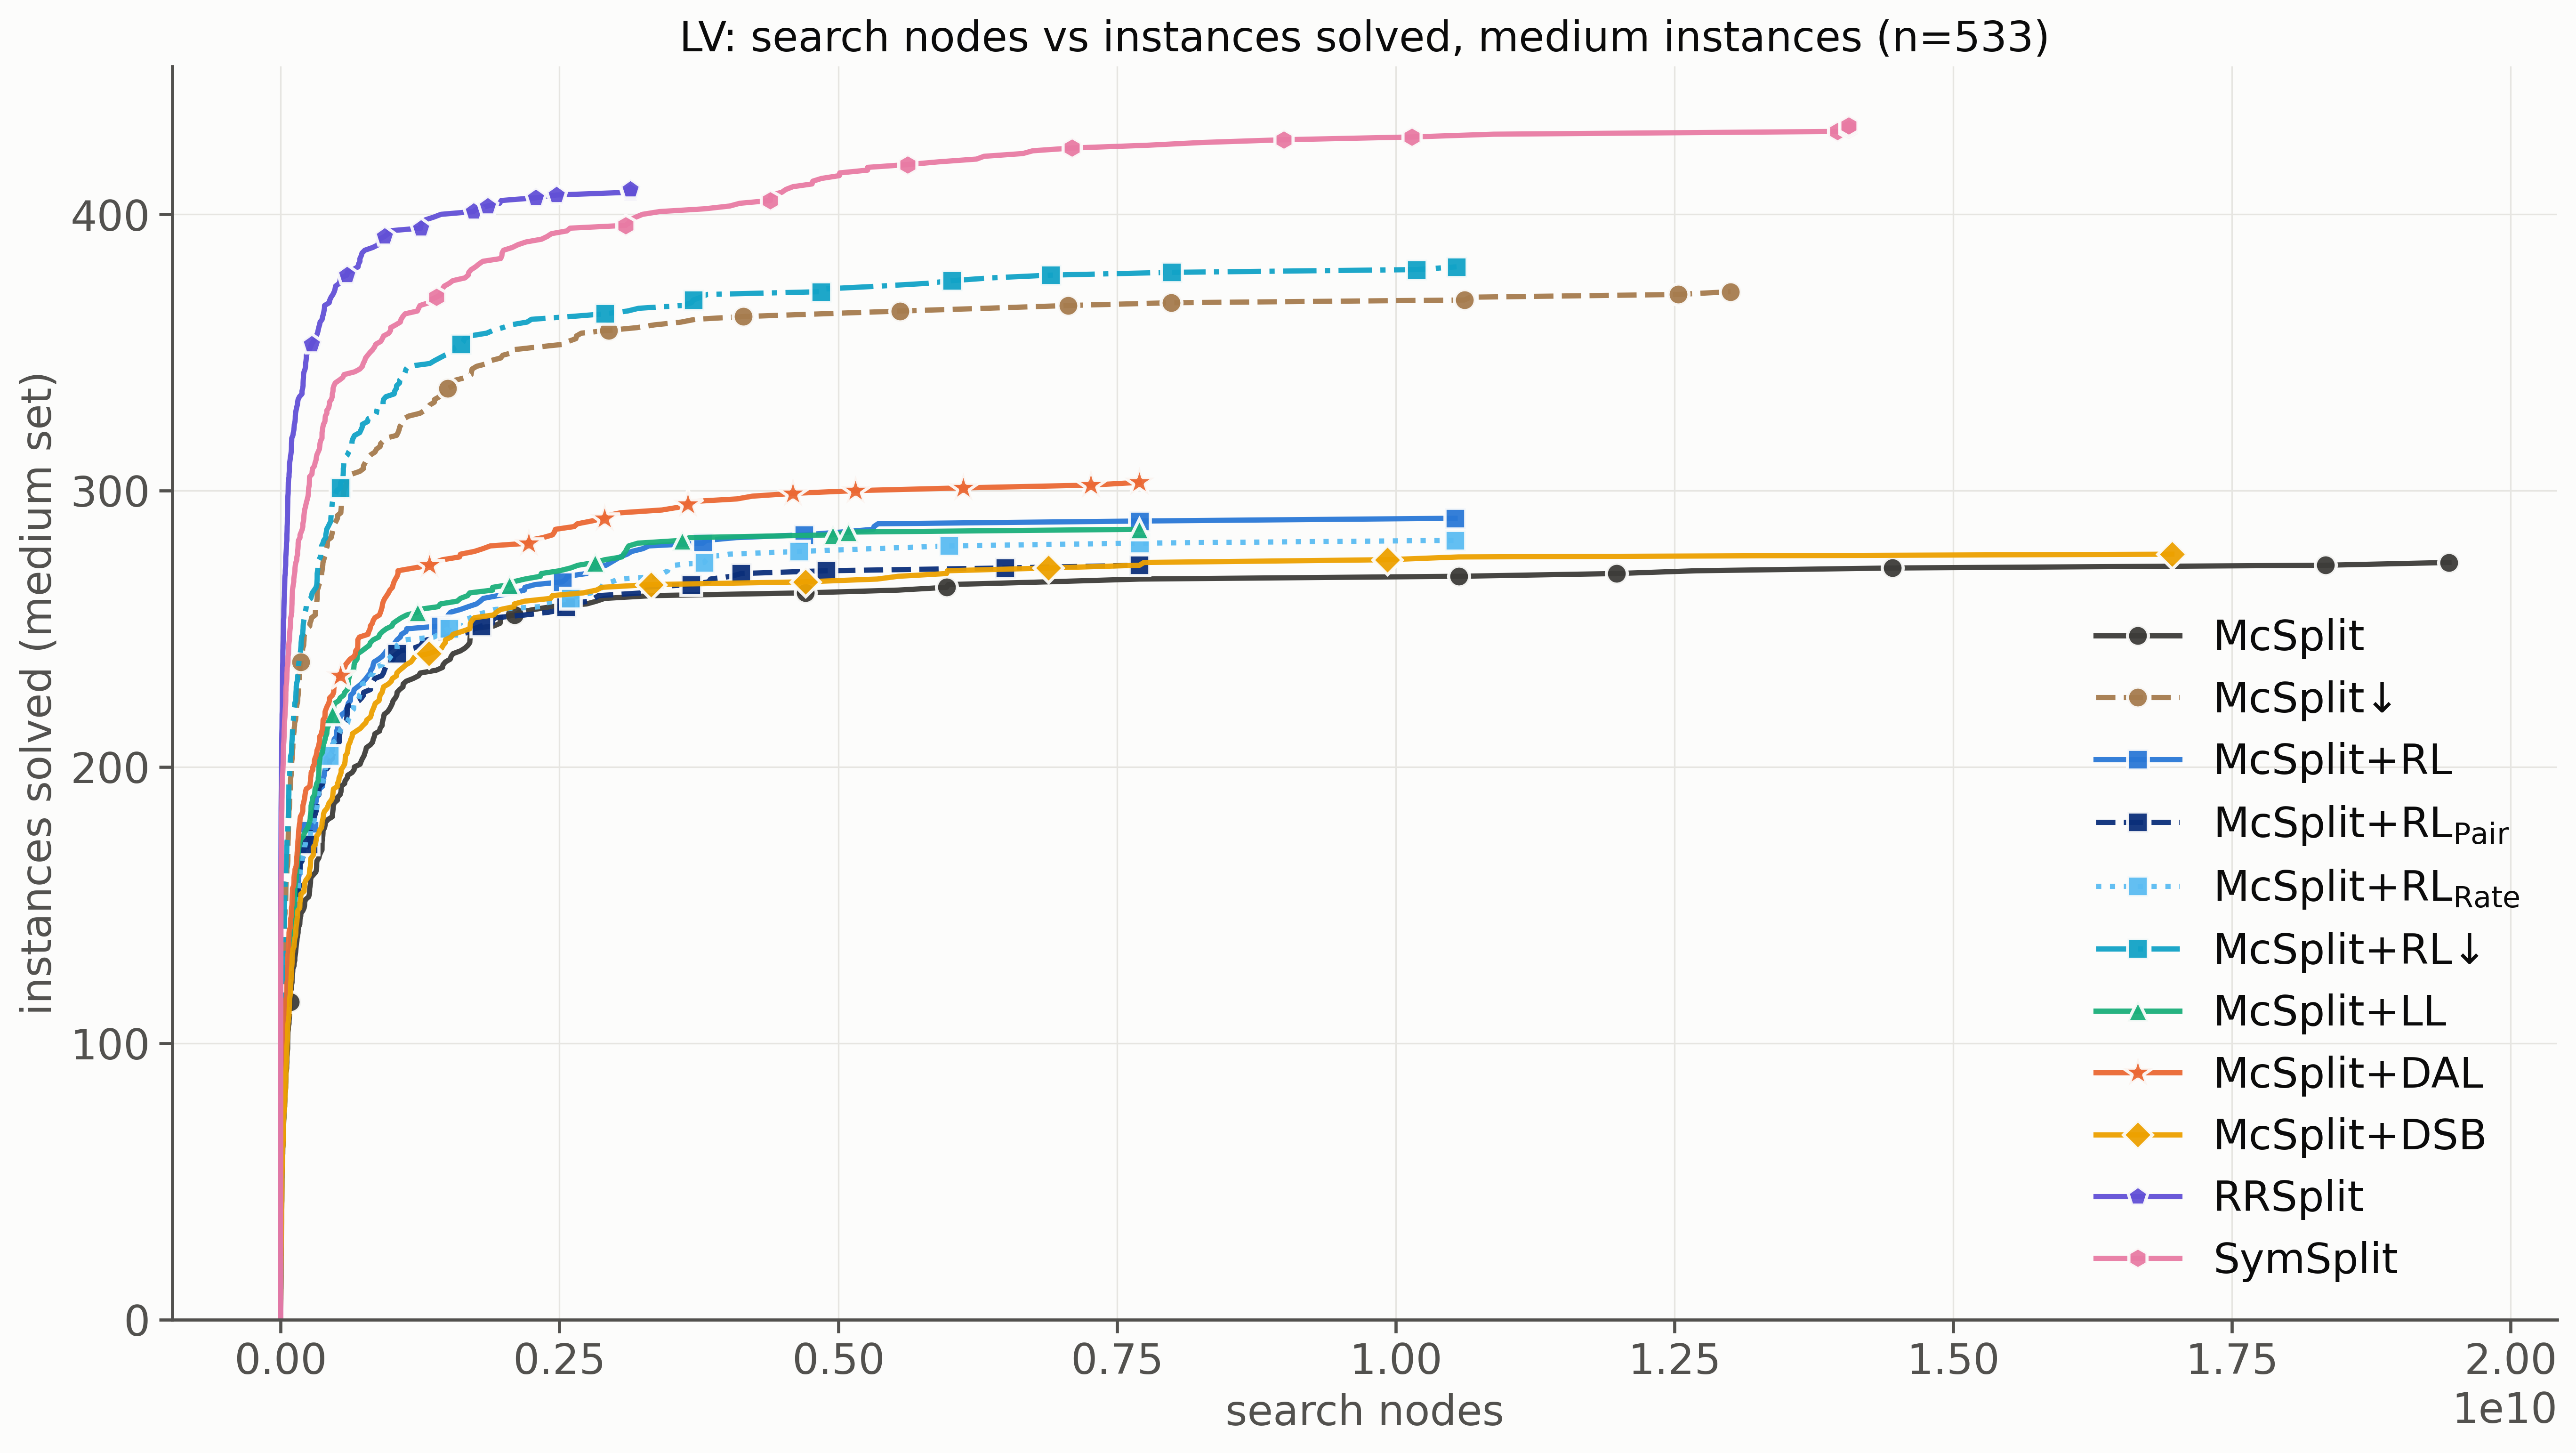 LV: search nodes vs instances solved, medium instances (n=533)
instances solved (medium set)
400
300
200
100
0
0.00 0.25 0.50 0.75 1.00 1.25 1.50 1.75 2.00
1e10
search nodes
McSplit
McSplit↓
McSplit+RL
McSplit+RL_Pair
McSplit+RL_Rate
McSplit+RL↓
McSplit+LL
McSplit+DAL
McSplit+DSB
RRSplit
SymSplit